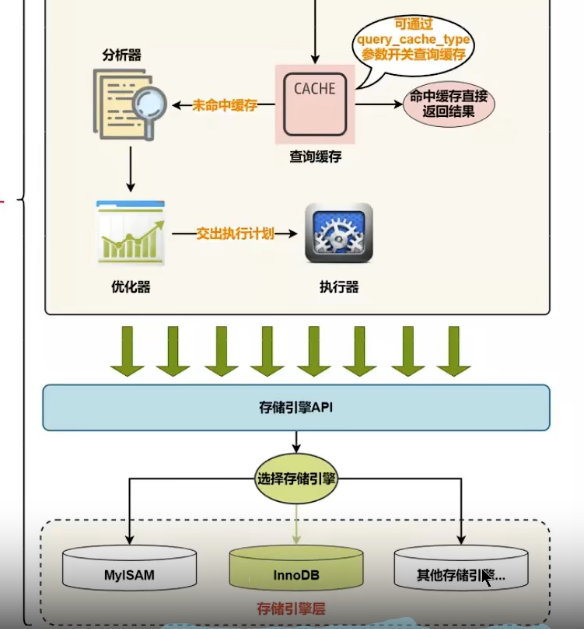 可通过
query_cache_type
参数开关查询缓存
分析器
CACHE
未命中缓存
命中缓存直接
返回结果
查询缓存
交出执行计划
优化器
执行器
存储引擎API
选择存储引擎
MyISAM
InnoDB
其他存储引擎...
存储引擎层